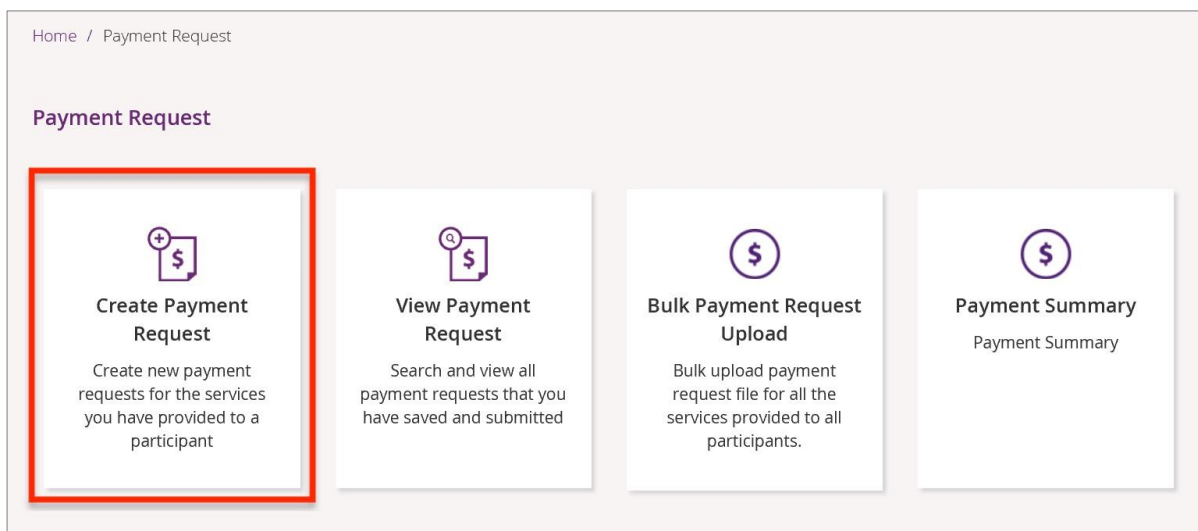 Home / Payment Request
Payment Request
Create Payment
Request
Create new payment
requests for the services
you have provided to a
participant
View Payment
Request
Search and view all
payment requests that you
have saved and submitted
Bulk Payment Request
Upload
Bulk upload payment
request file for all the
services provided to all
participants.
Payment Summary
Payment Summary